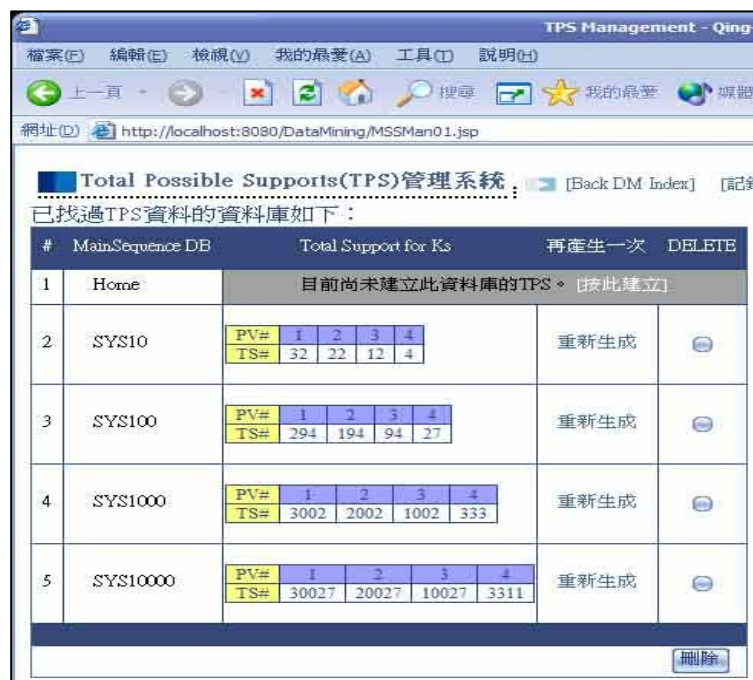 TPS Management - Qing-
檔案(F) 編輯(E) 檢視(V) 我的最愛(A) 工具(T) 說明(H)
上一頁 搜尋 我的最愛 媒體
網址(D) http://localhost:8080/DataMining/MSSMan01.jsp
Total Possible Supports(TPS)管理系統: [Back DM Index] [記錄
已找過TPS資料的資料庫如下:
# MainSequence DB Total Support for Ks 再產生一次 DELETE
1 Home 目前尚未建立此資料庫的TPS。 [按此建立]
PV# 1 2 3 4
2 SYS10 重新生成
TS# 32 22 12 4
PV# 1 2 3 4
3 SYS100 重新生成
TS# 294 194 94 27
PV# 1 2 3 4
4 SYS1000 重新生成
TS# 3002 2002 1002 333
PV# 1 2 3 4
5 SYS10000 重新生成
TS# 30027 20027 10027 3311
刪除